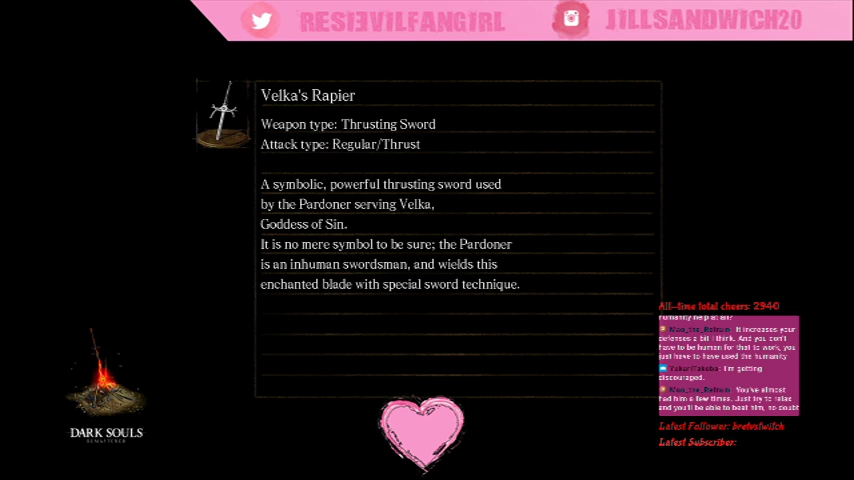 RESIEVILFANGIRL
JILLSANDWICH20
Velka's Rapier
Weapon type: Thrusting Sword
Attack type: Regular/Thrust
A symbolic, powerful thrusting sword used
by the Pardoner serving Velka,
Goddess of Sin.
It is no mere symbol to be sure; the Pardoner
is an inhuman swordsman, and wields this
enchanted blade with special sword technique.
All-time total cheers: 2940
humanity help at all?
It increases your
defenses a bit I think. And you don't
have to be human for that to work, you
just have to have used the humanity
I'm getting
discouraged.
You've almost
had him a few times. Just try to relax
and you'll be able to beat him, no doubt
Latest Follower:
Latest Subscriber:
DARK SOULS
REMASTERED